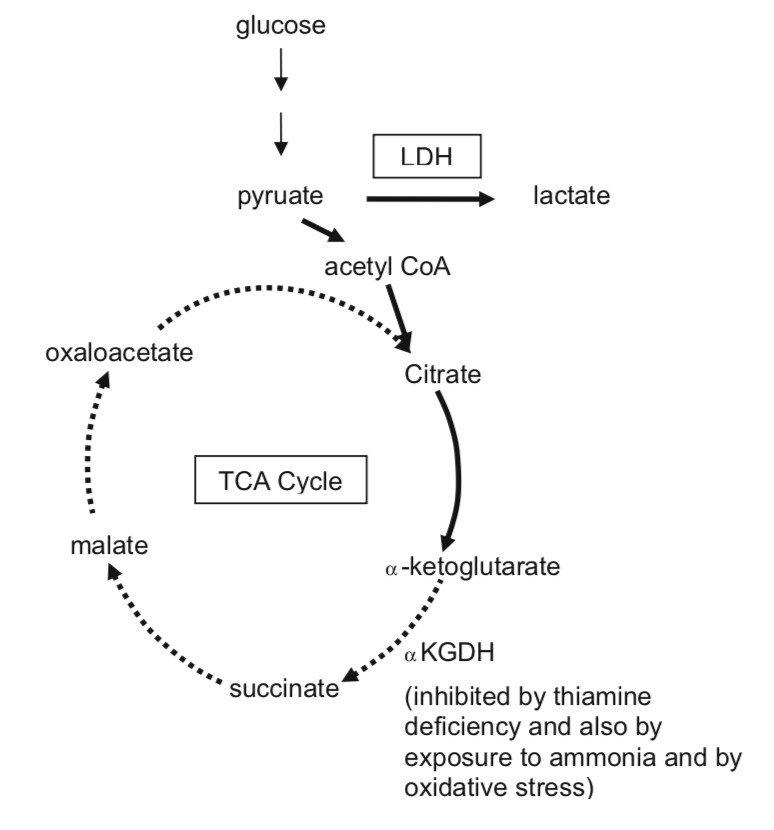 glucose
LDH
pyruate
lactate
acetyl CoA
oxaloacetate
Citrate
TCA Cycle
malate
α-ketoglutarate
αKGDH
succinate
(inhibited by thiamine
deficiency and also by
exposure to ammonia and by
oxidative stress)